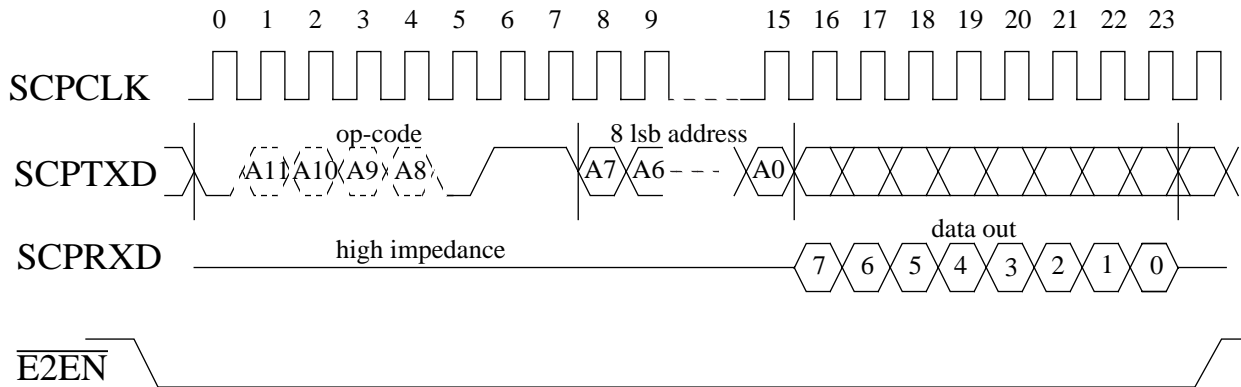 0 1 2 3 4 5 6 7 8 9 15 16 17 18 19 20 21 22 23
SCPCLK
op-code 8 lsb address
SCPTXD A11 A10 A9 A8 A7 A6 A0
data out
SCPRXD high impedance 7 6 5 4 3 2 1 0
E2EN